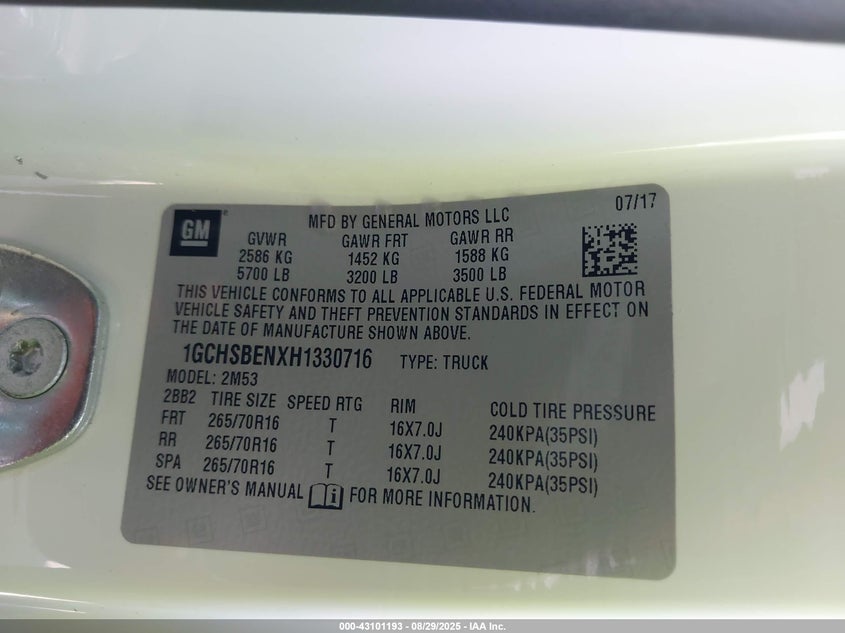 GM
MFD BY GENERAL MOTORS LLC
07/17
GVWR GAWR FRT GAWR RR
2586 KG 1452 KG 1588 KG
5700 LB 3200 LB 3500 LB
THIS VEHICLE CONFORMS TO ALL APPLICABLE U.S. FEDERAL MOTOR
VEHICLE SAFETY AND THEFT PREVENTION STANDARDS IN EFFECT ON
THE DATE OF MANUFACTURE SHOWN ABOVE.
1GCHSBENXH1330716 TYPE: TRUCK
MODEL: 2M53
2BB2 TIRE SIZE SPEED RTG RIM COLD TIRE PRESSURE
FRT 265/70R16 T 16X7.0J 240KPA(35PSI)
RR 265/70R16 T 16X7.0J 240KPA(35PSI)
SPA 265/70R16 T 16X7.0J 240KPA(35PSI)
SEE OWNER'S MANUAL FOR MORE INFORMATION.
000-43101193 - 08/29/2025 - IAA Inc.